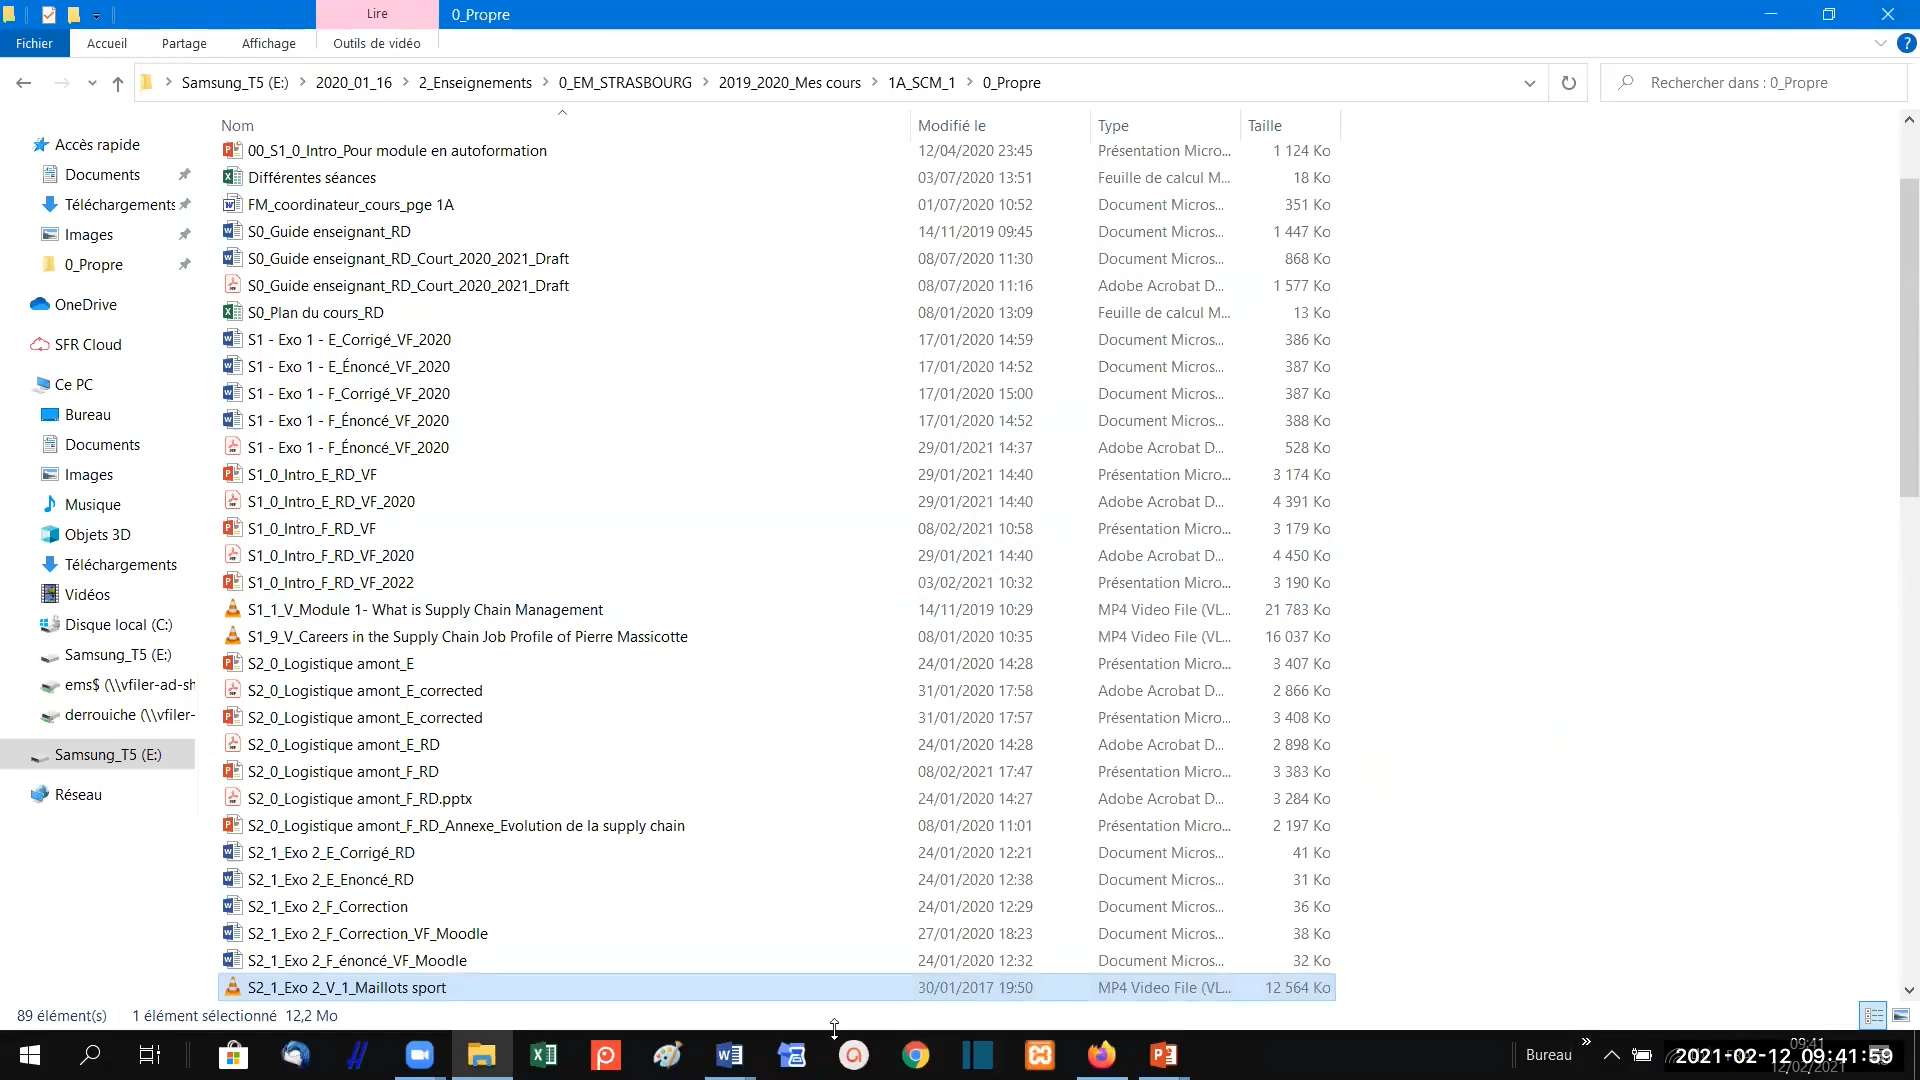 Lire
0_Propre
Fichier
Accueil
Partage
Affichage
Outils de vidéo
Samsung_T5 (E:) > 2020_01_16 > 2_Enseignements > 0_EM_STRASBOURG > 2019_2020_Mes cours > 1A_SCM_1 > 0_Propre
Rechercher dans : 0_Propre
Accès rapide
Documents
Téléchargements
Images
0_Propre
OneDrive
SFR Cloud
Ce PC
Bureau
Documents
Images
Musique
Objets 3D
Téléchargements
Vidéos
Disque local (C:)
Samsung_T5 (E:)
ems$ (\\vfiler-ad-sh
derrouiche (\\vfiler-
Samsung_T5 (E:)
Réseau
Nom Modifié le Type Taille
00_S1_0_Intro_Pour module en autoformation 12/04/2020 23:45 Présentation Micro... 1 124 Ko
Différentes séances 03/07/2020 13:51 Feuille de calcul M... 18 Ko
FM_coordinateur_cours_pge 1A 01/07/2020 10:52 Document Micros... 351 Ko
S0_Guide enseignant_RD 14/11/2019 09:45 Document Micros... 1 447 Ko
S0_Guide enseignant_RD_Court_2020_2021_Draft 08/07/2020 11:30 Document Micros... 868 Ko
S0_Guide enseignant_RD_Court_2020_2021_Draft 08/07/2020 11:16 Adobe Acrobat D... 1 577 Ko
S0_Plan du cours_RD 08/01/2020 13:09 Feuille de calcul M... 13 Ko
S1 - Exo 1 - E_Corrigé_VF_2020 17/01/2020 14:59 Document Micros... 386 Ko
S1 - Exo 1 - E_Énoncé_VF_2020 17/01/2020 14:52 Document Micros... 387 Ko
S1 - Exo 1 - F_Corrigé_VF_2020 17/01/2020 15:00 Document Micros... 387 Ko
S1 - Exo 1 - F_Énoncé_VF_2020 17/01/2020 14:52 Document Micros... 388 Ko
S1 - Exo 1 - F_Énoncé_VF_2020 29/01/2021 14:37 Adobe Acrobat D... 528 Ko
S1_0_Intro_E_RD_VF 29/01/2021 14:40 Présentation Micro... 3 174 Ko
S1_0_Intro_E_RD_VF_2020 29/01/2021 14:40 Adobe Acrobat D... 4 391 Ko
S1_0_Intro_F_RD_VF 08/02/2021 10:58 Présentation Micro... 3 179 Ko
S1_0_Intro_F_RD_VF_2020 29/01/2021 14:40 Adobe Acrobat D... 4 450 Ko
S1_0_Intro_F_RD_VF_2022 03/02/2021 10:32 Présentation Micro... 3 190 Ko
S1_1_V_Module 1- What is Supply Chain Management 14/11/2019 10:29 MP4 Video File (VL... 21 783 Ko
S1_9_V_Careers in the Supply Chain Job Profile of Pierre Massicotte 08/01/2020 10:35 MP4 Video File (VL... 16 037 Ko
S2_0_Logistique amont_E 24/01/2020 14:28 Présentation Micro... 3 407 Ko
S2_0_Logistique amont_E_corrected 31/01/2020 17:58 Adobe Acrobat D... 2 866 Ko
S2_0_Logistique amont_E_corrected 31/01/2020 17:57 Présentation Micro... 3 408 Ko
S2_0_Logistique amont_E_RD 24/01/2020 14:28 Adobe Acrobat D... 2 898 Ko
S2_0_Logistique amont_F_RD 08/02/2021 17:47 Présentation Micro... 3 383 Ko
S2_0_Logistique amont_F_RD.pptx 24/01/2020 14:27 Adobe Acrobat D... 3 284 Ko
S2_0_Logistique amont_F_RD_Annexe_Evolution de la supply chain 08/01/2020 11:01 Présentation Micro... 2 197 Ko
S2_1_Exo 2_E_Corrigé_RD 24/01/2020 12:21 Document Micros... 41 Ko
S2_1_Exo 2_E_Enoncé_RD 24/01/2020 12:38 Document Micros... 31 Ko
S2_1_Exo 2_F_Correction 24/01/2020 12:29 Document Micros... 36 Ko
S2_1_Exo 2_F_Correction_VF_Moodle 27/01/2020 18:23 Document Micros... 38 Ko
S2_1_Exo 2_F_énoncé_VF_Moodle 24/01/2020 12:32 Document Micros... 32 Ko
S2_1_Exo 2_V_1_Maillots sport 30/01/2017 19:50 MP4 Video File (VL... 12 564 Ko
89 élément(s) 1 élément sélectionné 12,2 Mo
Bureau
09:41
2021-02-12 09:41:59
12/02/2021